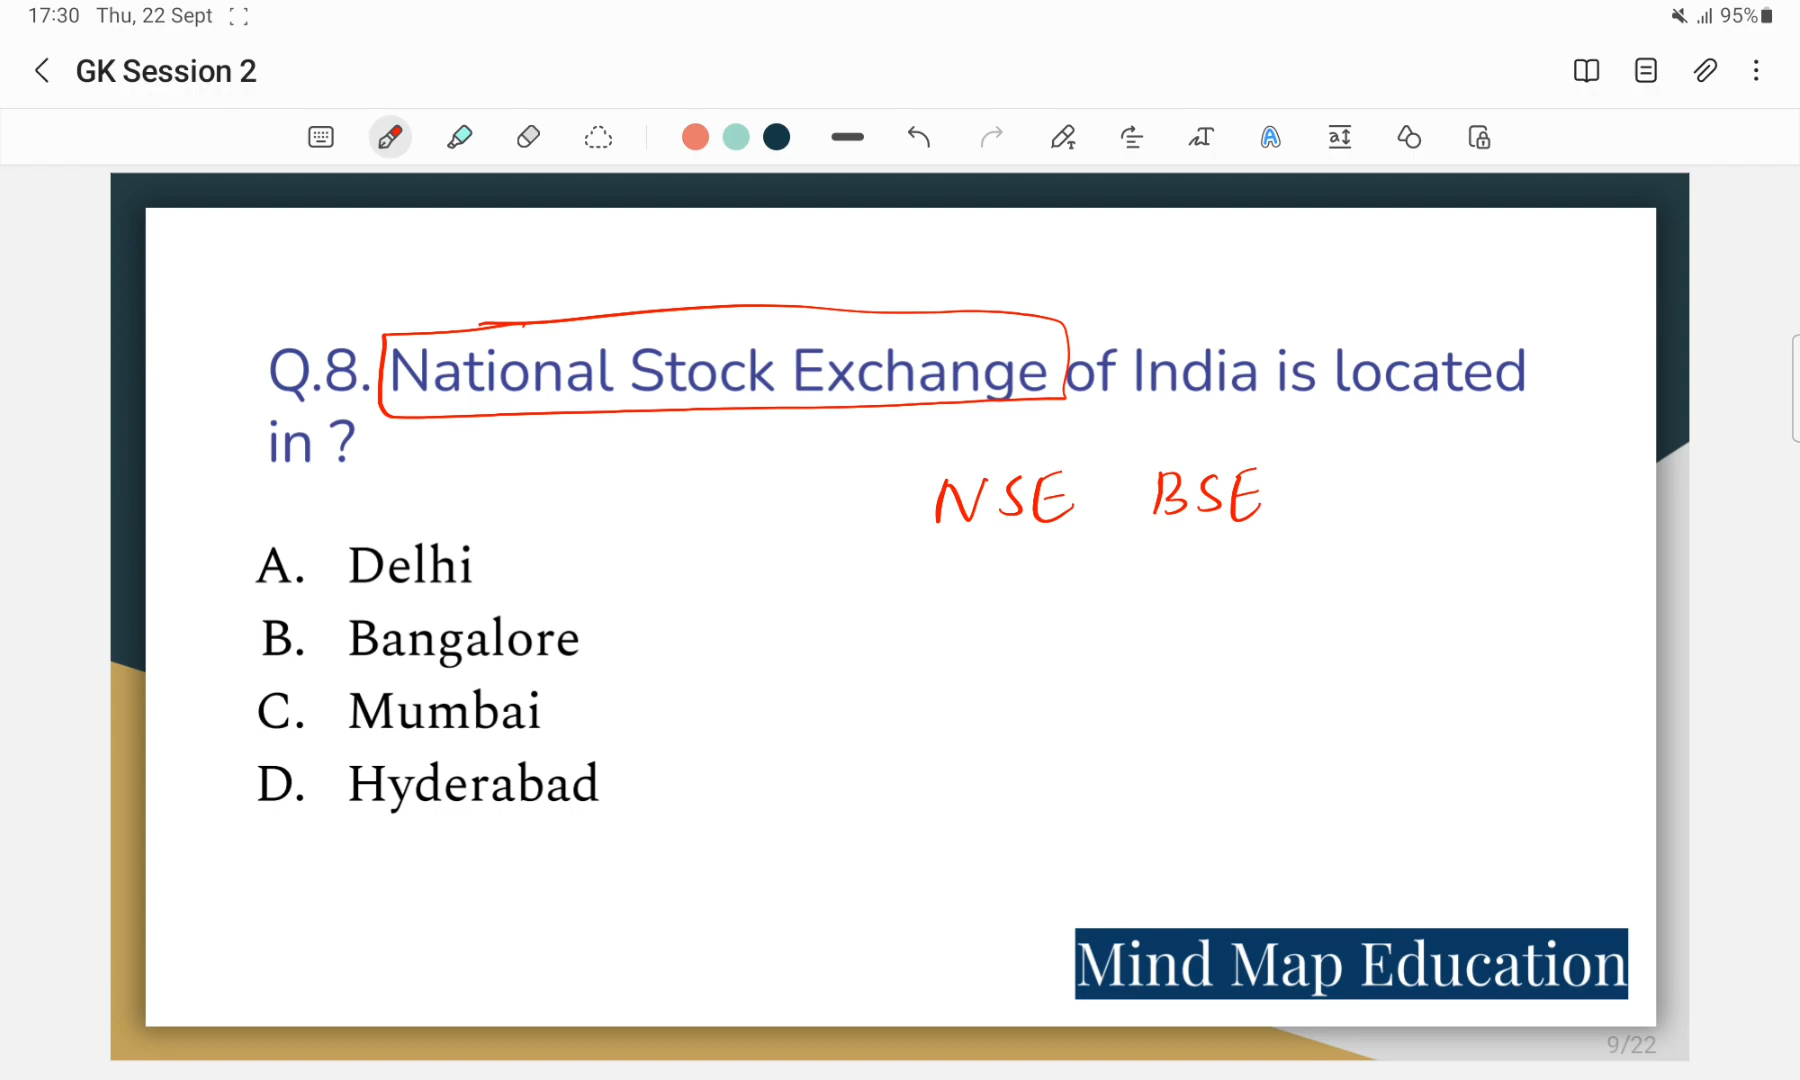 17:30 Thu, 22 Sept 95%
GK Session 2
Q.8. National Stock Exchange of India is located
in ?
NSE BSE
A. Delhi
B. Bangalore
C. Mumbai
D. Hyderabad
Mind Map Education
9/22